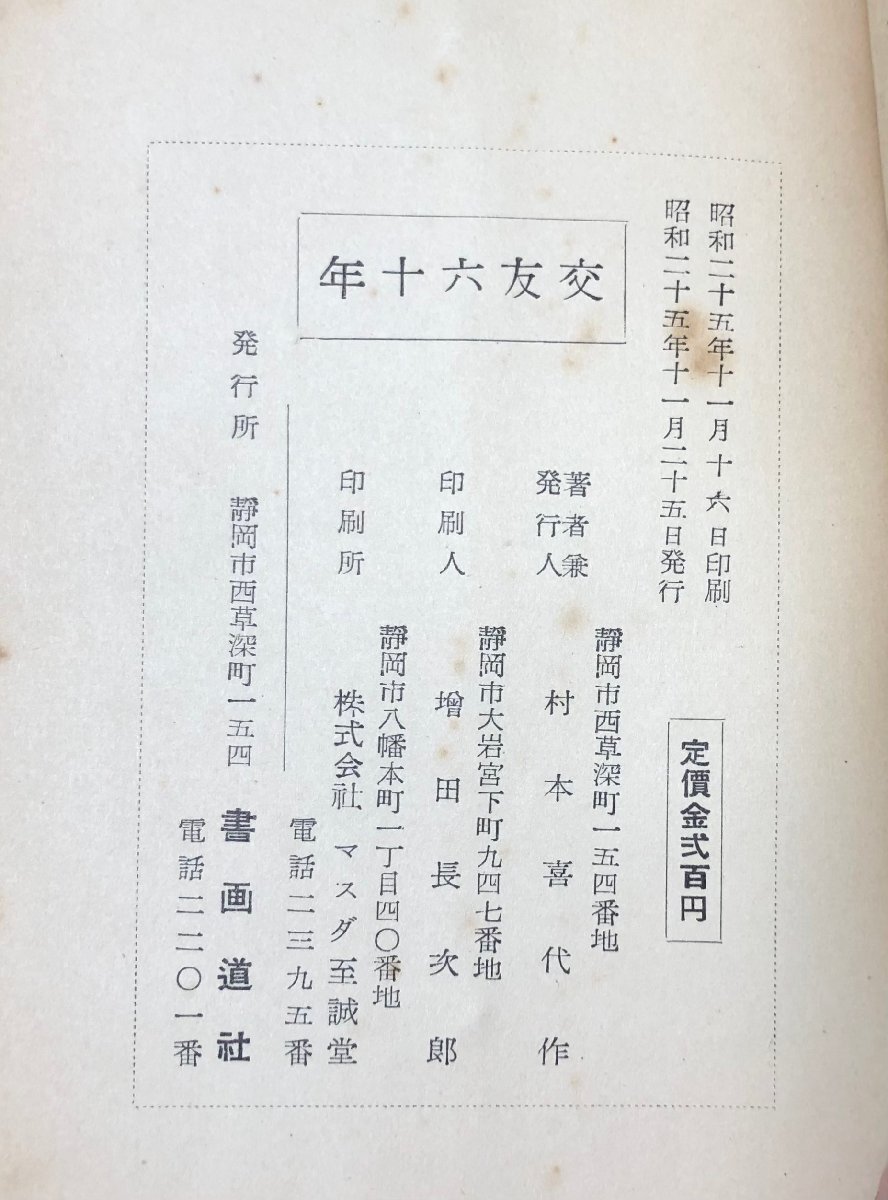 昭和二十五年十一月十六日印刷
昭和二十五年十一月二十五日発行
定價金弐百円
交友六十年
静岡市西草深町一五四番地
著者兼
発行人
村本喜代作
静岡市大岩宮下町九四七番地
印刷人
増田長次郎
静岡市八幡本町一丁目四〇番地
印刷所
株式会社 マスダ至誠堂
電話二三九五番
発行所
静岡市西草深町一五四
書画道社
電話二二〇一番